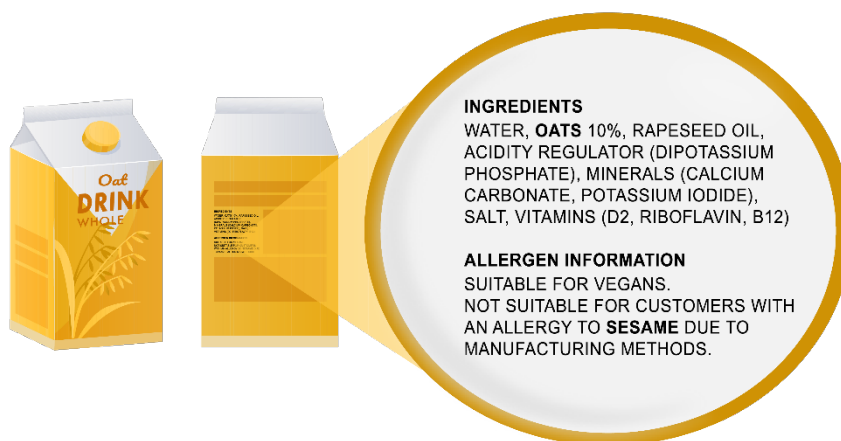 Oat
DRINK
WHOLE
INGREDIENTS
WATER, OATS 10%, RAPESEED OIL,
ACIDITY REGULATOR (DIPOTASSIUM
PHOSPHATE), MINERALS (CALCIUM
CARBONATE, POTASSIUM IODIDE),
SALT, VITAMINS (D2, RIBOFLAVIN, B12)
ALLERGEN INFORMATION
SUITABLE FOR VEGANS.
NOT SUITABLE FOR CUSTOMERS WITH
AN ALLERGY TO SESAME DUE TO
MANUFACTURING METHODS.